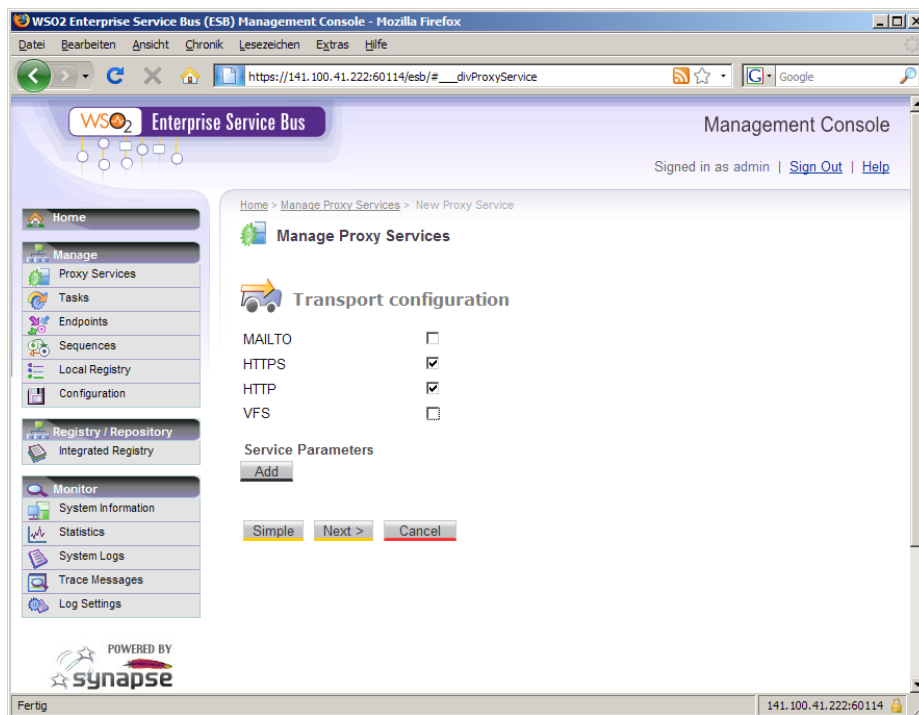 WSO2 Enterprise Service Bus (ESB) Management Console - Mozilla Firefox
Datei Bearbeiten Ansicht Chronik Lesezeichen Extras Hilfe
https://141.100.41.222:60114/esb/#___divProxyService
G Google
WSO2 Enterprise Service Bus
Management Console
Signed in as admin | Sign Out | Help
Home > Manage Proxy Services > New Proxy Service
Manage Proxy Services
Home
Manage
Proxy Services
Tasks
Endpoints
Sequences
Local Registry
Configuration
Registry / Repository
Integrated Registry
Monitor
System Information
Statistics
System Logs
Trace Messages
Log Settings
POWERED BY
synapse
Transport configuration
MAILTO
HTTPS
HTTP
VFS
Service Parameters
Add
Simple Next > Cancel
Fertig
141.100.41.222:60114